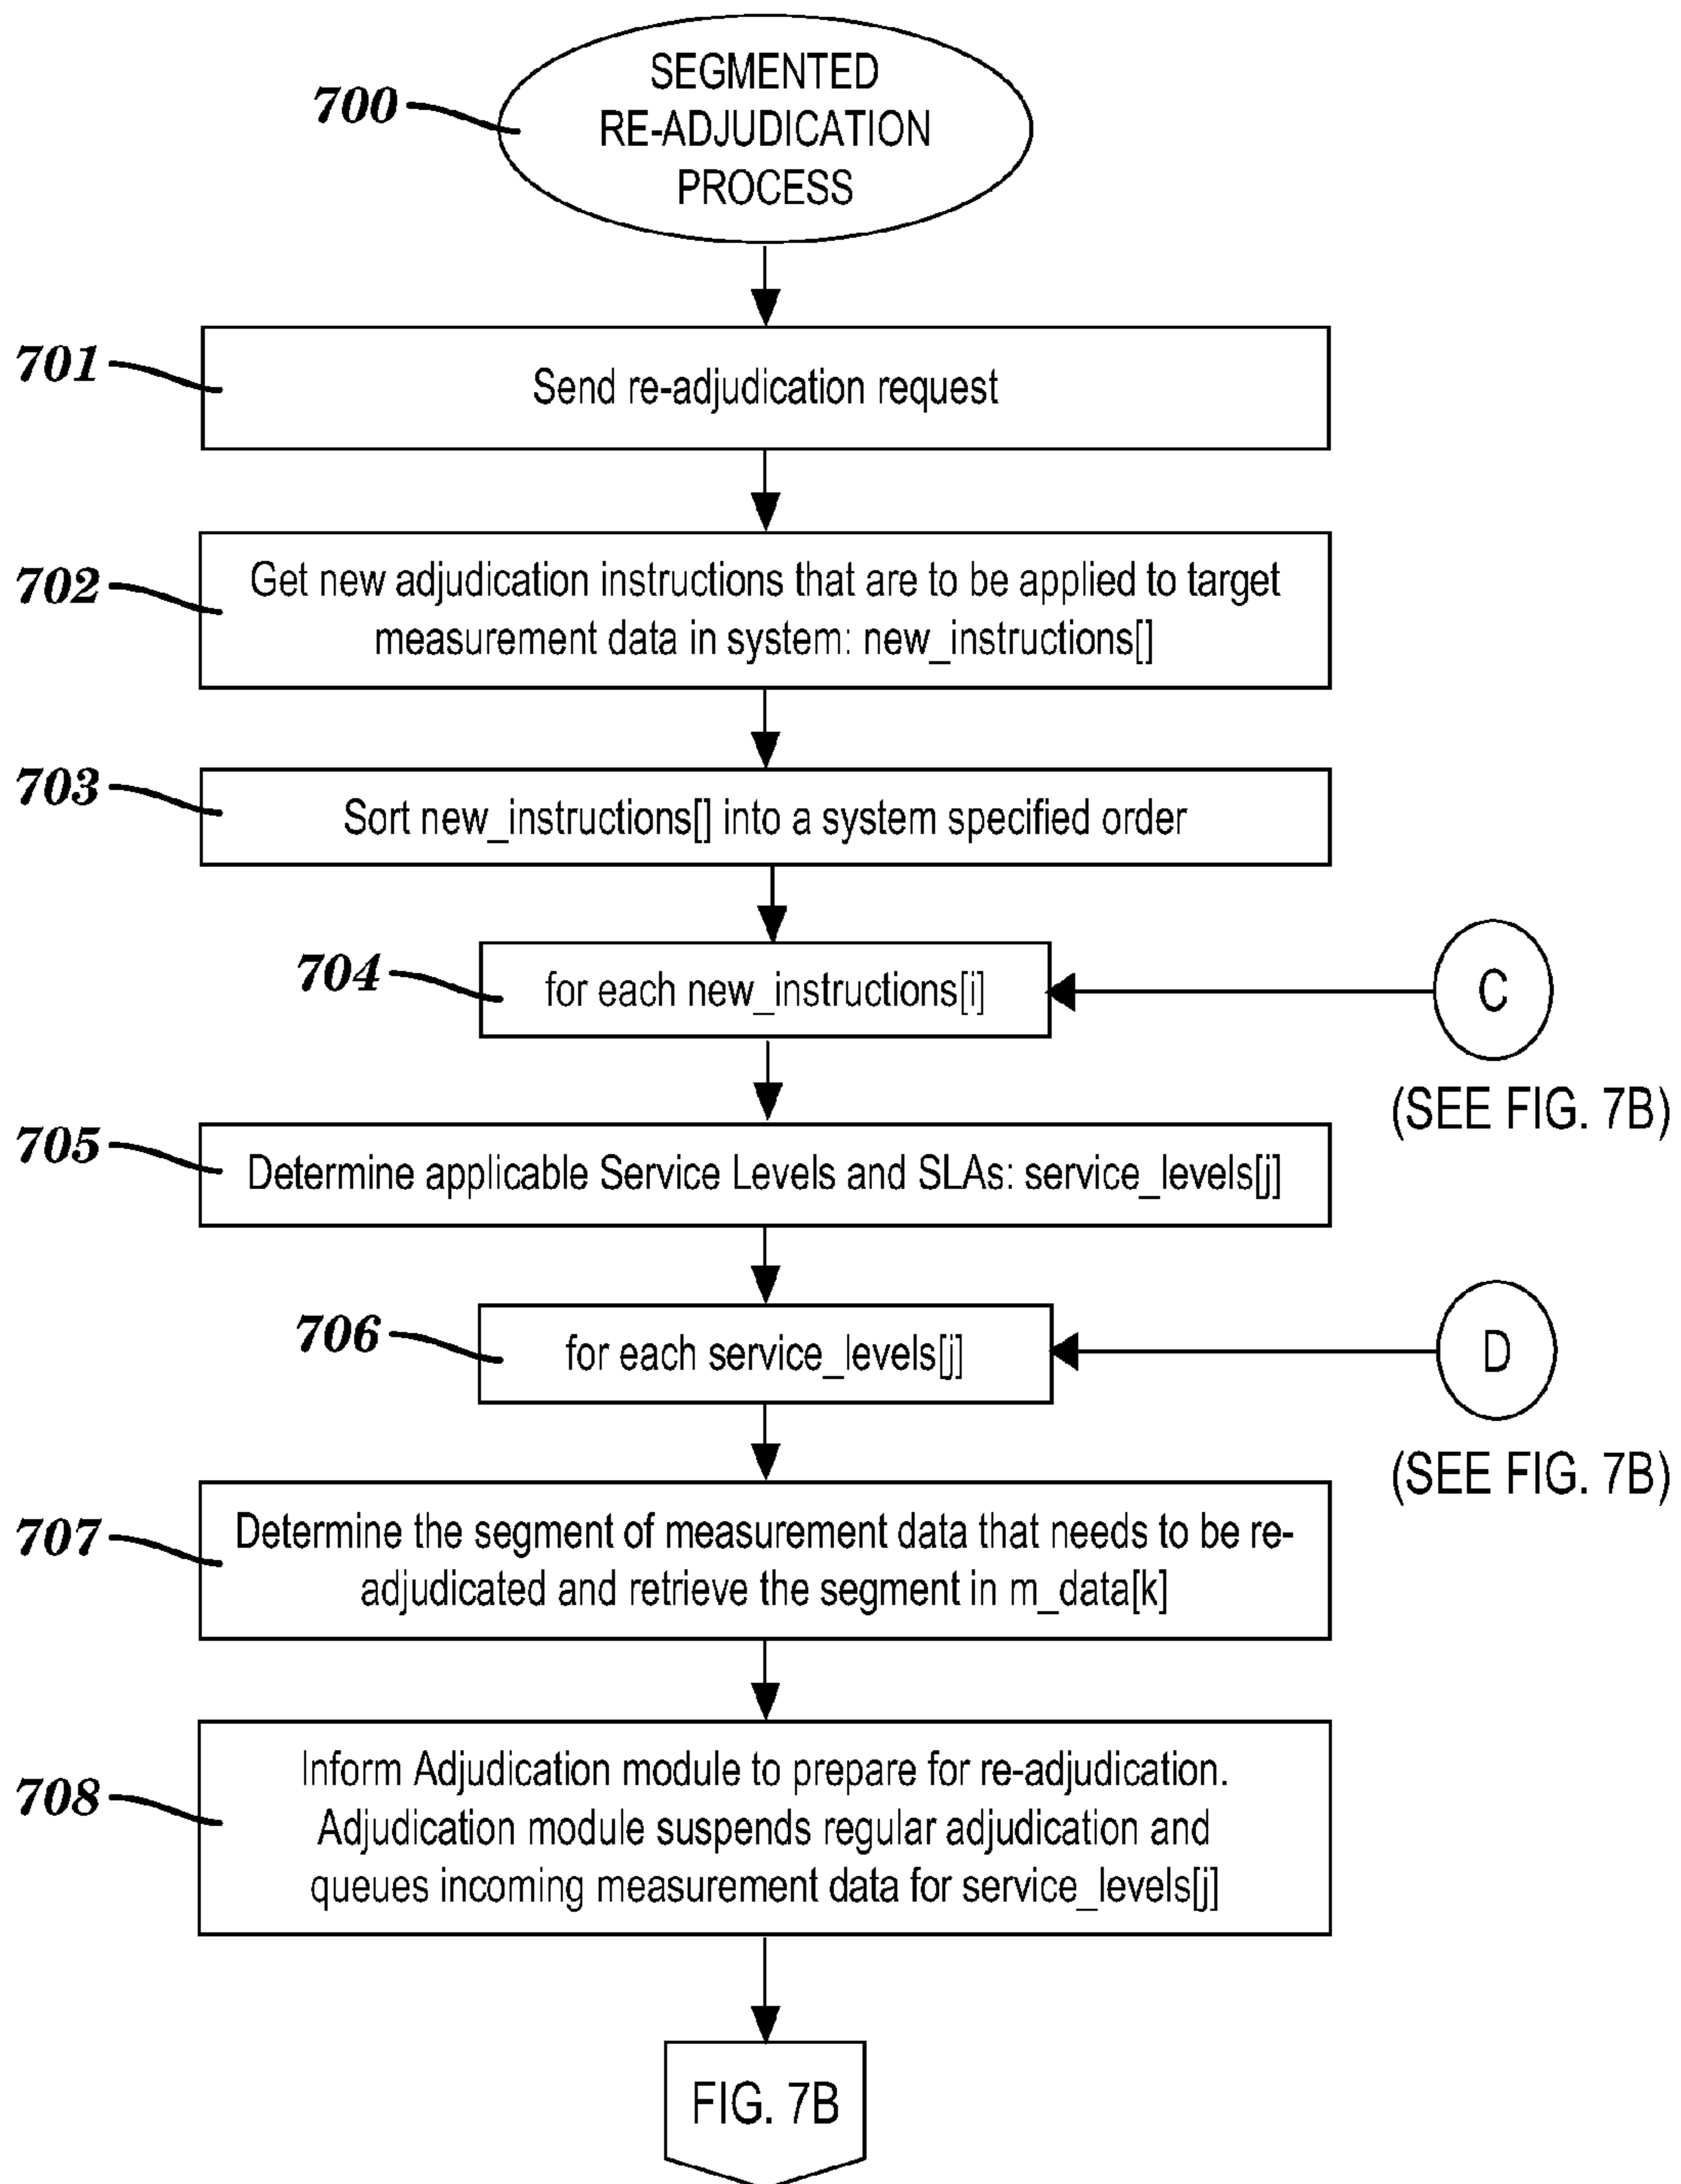 700
SEGMENTED
RE-ADJUDICATION
PROCESS
701
Send re-adjudication request
702
Get new adjudication instructions that are to be applied to target
measurement data in system: new_instructions[]
703
Sort new_instructions[] into a system specified order
704
for each new_instructions[i]
C
(SEE FIG. 7B)
705
Determine applicable Service Levels and SLAs: service_levels[j]
706
for each service_levels[j]
D
(SEE FIG. 7B)
707
Determine the segment of measurement data that needs to be re-
adjudicated and retrieve the segment in m_data[k]
708
Inform Adjudication module to prepare for re-adjudication.
Adjudication module suspends regular adjudication and
queues incoming measurement data for service_levels[j]
FIG. 7B